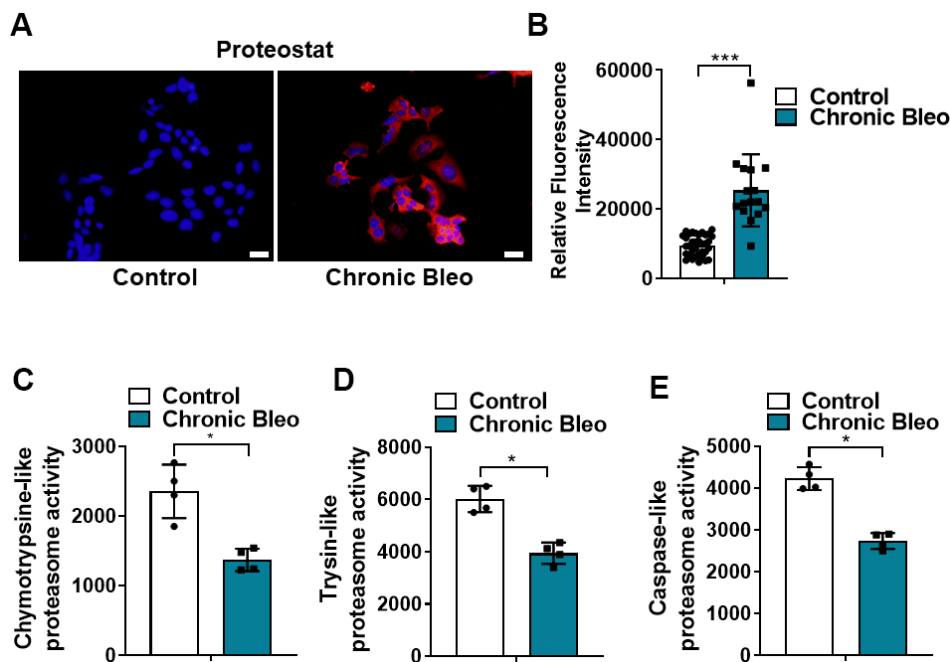 A
Proteostat
Control
Chronic Bleo
B
***
Relative Fluorescence
Intensity
60000
40000
20000
0
Control
Chronic Bleo
C
Control
Chronic Bleo
*
Chymotrypsine-like
proteasome activity
3000
2000
1000
0
D
Control
Chronic Bleo
*
Trysin-like
proteasome activity
8000
6000
4000
2000
0
E
Control
Chronic Bleo
*
Caspase-like
proteasome activity
5000
4000
3000
2000
1000
0